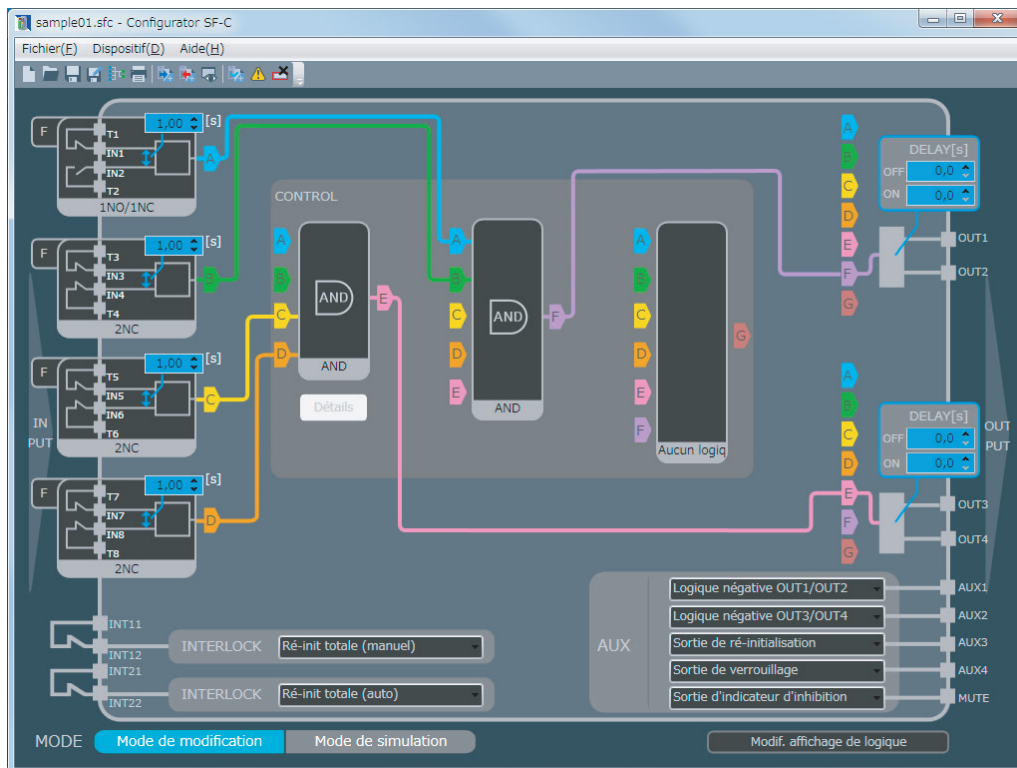 sample01.sfc - Configurator SF-C
Fichier(F) Dispositif(D) Aide(H)
F
T1
IN1
IN2
T2
1,00 [s]
A
1NO/1NC
F
T3
IN3
IN4
T4
1,00 [s]
B
2NC
F
T5
IN5
IN6
T6
1,00 [s]
C
2NC
F
T7
IN7
IN8
T8
1,00 [s]
D
2NC
IN
PUT
CONTROL
A
B
C
D
AND
E
AND
Détails
A
B
C
D
E
AND
F
AND
A
B
C
D
E
F
G
Aucun logiq
A
B
C
D
E
F
G
DELAY[s]
OFF 0,0
ON 0,0
OUT1
OUT2
A
B
C
D
E
F
G
DELAY[s]
OFF 0,0
ON 0,0
OUT3
OUT4
OUT
PUT
INT11
INT12
INTERLOCK Ré-init totale (manuel)
INT21
INT22
INTERLOCK Ré-init totale (auto)
AUX
Logique négative OUT1/OUT2 AUX1
Logique négative OUT3/OUT4 AUX2
Sortie de ré-initialisation AUX3
Sortie de verrouillage AUX4
Sortie d'indicateur d'inhibition MUTE
MODE Mode de modification Mode de simulation
Modif. affichage de logique